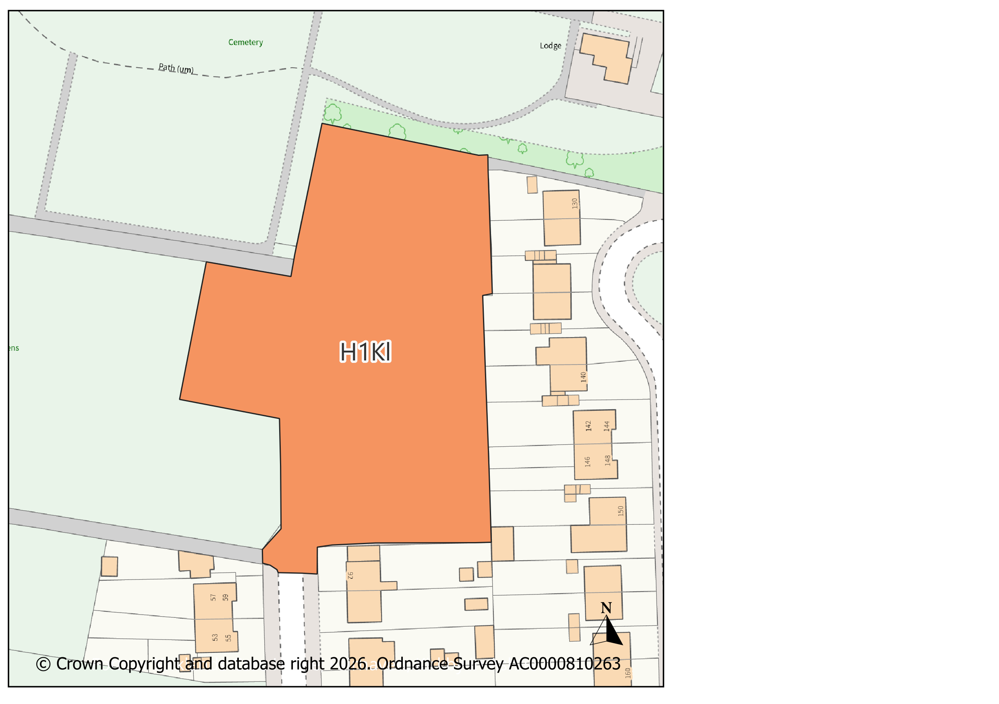 Cemetery
Lodge
Path (um)
130
ens
H1Kl
140
142 144
146 148
150
92
57 59
53 55
N
© Crown Copyright and database right 2026. Ordnance Survey AC0000810263
160